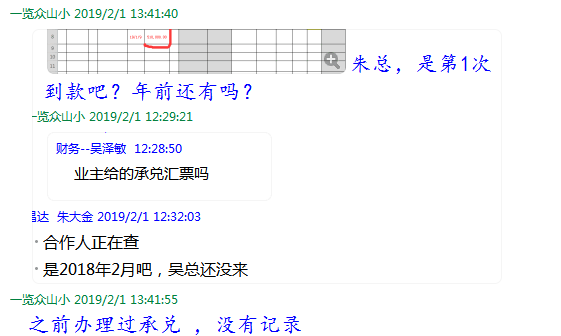 一览众山小 2019/2/1 13:41:40
朱总，是第1次
到款吧？年前还有吗？
一览众山小 2019/2/1 12:29:21
财务--吴泽敏 12:28:50
业主给的承兑汇票吗
朱大金 2019/2/1 12:32:03
合作人正在查
是2018年2月吧，吴总还没来
一览众山小 2019/2/1 13:41:55
之前办理过承兑 ，没有记录